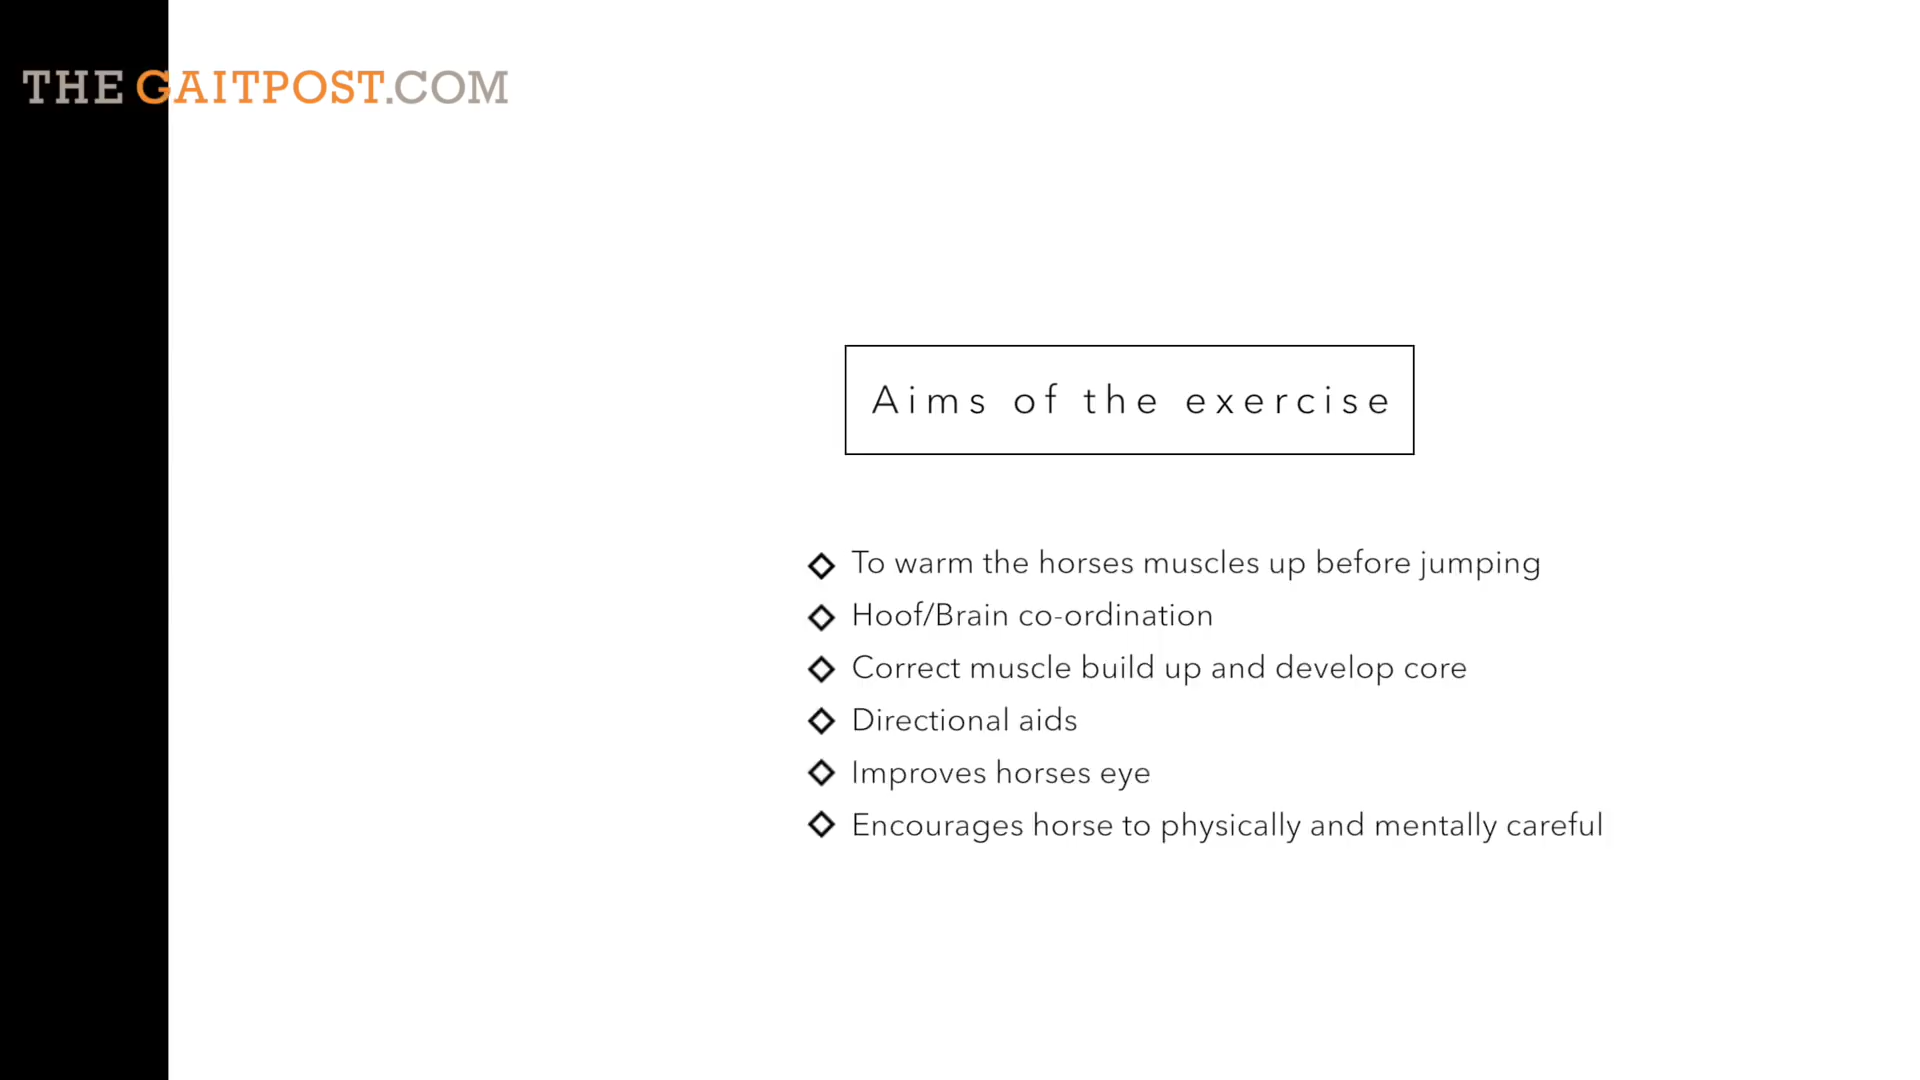 THE GAITPOST.COM
Aims of the exercise
To warm the horses muscles up before jumping
Hoof/Brain co-ordination
Correct muscle build up and develop core
Directional aids
Improves horses eye
Encourages horse to physically and mentally careful